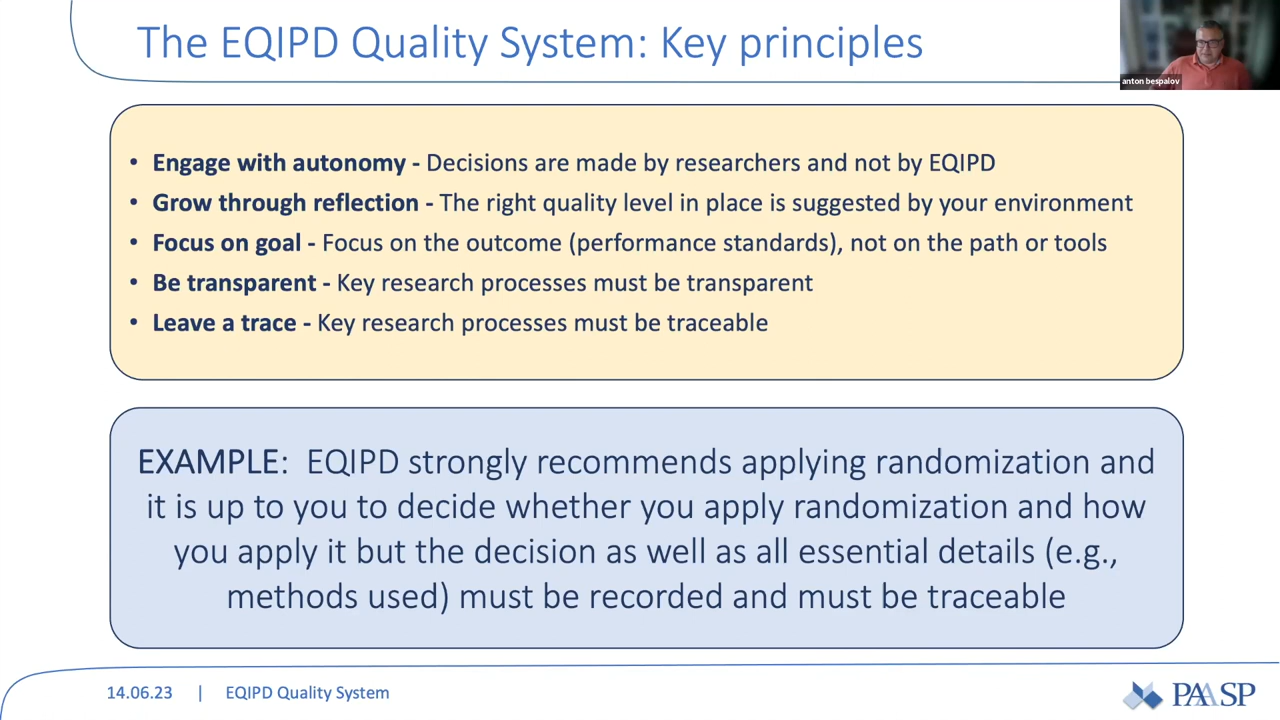 The EQIPD Quality System: Key principles
anton bespalov
• Engage with autonomy - Decisions are made by researchers and not by EQIPD
• Grow through reflection - The right quality level in place is suggested by your environment
• Focus on goal - Focus on the outcome (performance standards), not on the path or tools
• Be transparent - Key research processes must be transparent
• Leave a trace - Key research processes must be traceable
EXAMPLE: EQIPD strongly recommends applying randomization and
it is up to you to decide whether you apply randomization and how
you apply it but the decision as well as all essential details (e.g.,
methods used) must be recorded and must be traceable
14.06.23 | EQIPD Quality System
PAASP